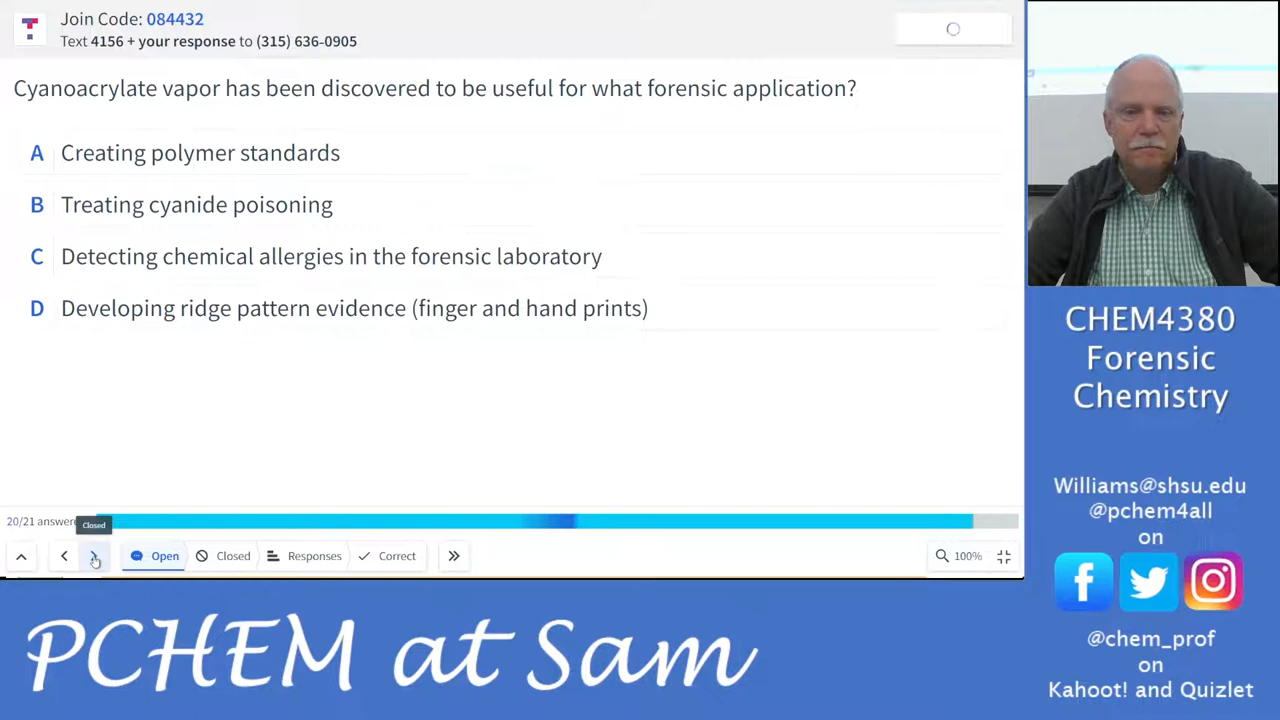 Join Code: 084432
Text 4156 + your response to (315) 636-0905
Cyanoacrylate vapor has been discovered to be useful for what forensic application?
A Creating polymer standards
B Treating cyanide poisoning
C Detecting chemical allergies in the forensic laboratory
D Developing ridge pattern evidence (finger and hand prints)
20/21 answere
Closed
Open
Closed
Responses
Correct
100%
CHEM4380
Forensic
Chemistry
Williams@shsu.edu
@pchem4all
on
@chem_prof
on
Kahoot! and Quizlet
PCHEM at Sam